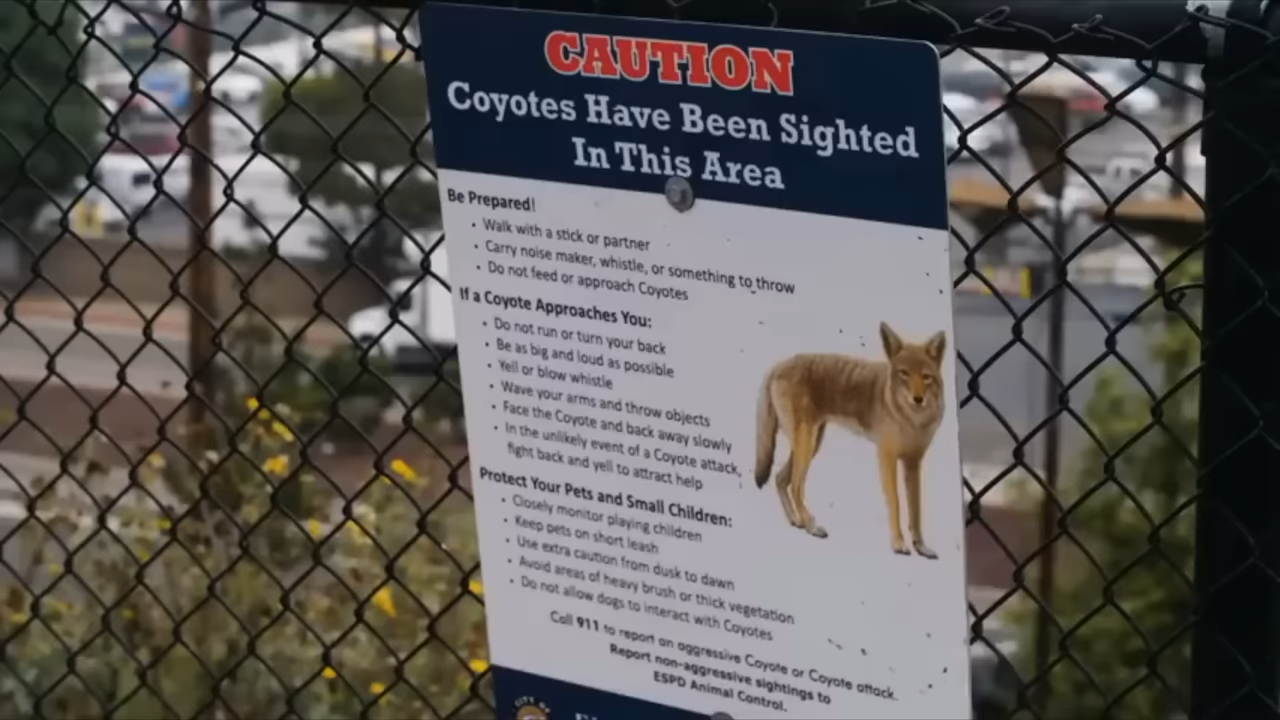 CAUTION
Coyotes Have Been Sighted
In This Area
Be Prepared!
• Walk with a stick or partner
• Carry noise maker, whistle, or something to throw
• Do not feed or approach Coyotes
If a Coyote Approaches You:
• Do not run or turn your back
• Be as big and loud as possible
• Yell or blow whistle
• Wave your arms and throw objects
• Face the Coyote and back away slowly
• In the unlikely event of a Coyote attack,
fight back and yell to attract help
Protect Your Pets and Small Children:
• Closely monitor playing children
• Keep pets on short leash
• Use extra caution from dusk to dawn
• Avoid areas of heavy brush or thick vegetation
• Do not allow dogs to interact with Coyotes
Call 911 to report an aggressive Coyote or Coyote attack.
Report non-aggressive sightings to
ESPD Animal Control.
CITY OF